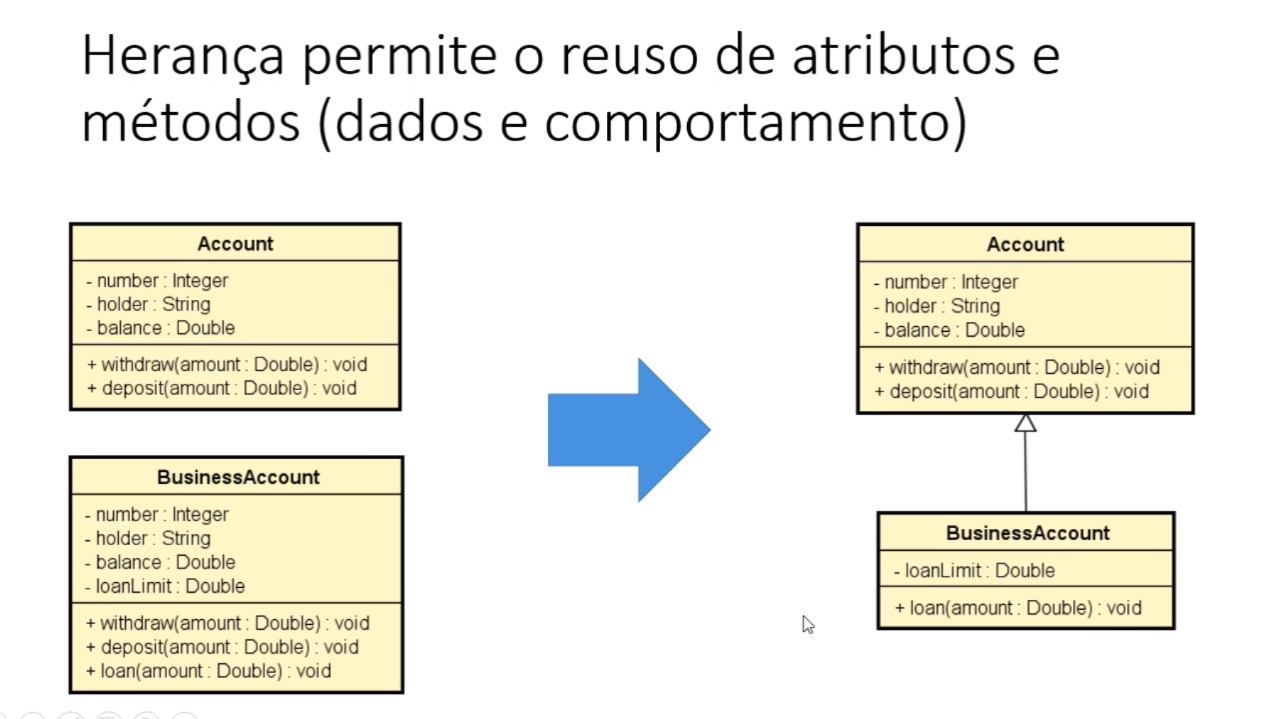 Herança permite o reuso de atributos e
métodos (dados e comportamento)
Account
- number : Integer
- holder : String
- balance : Double
+ withdraw(amount : Double) : void
+ deposit(amount : Double) : void
BusinessAccount
- number : Integer
- holder : String
- balance : Double
- loanLimit : Double
+ withdraw(amount : Double) : void
+ deposit(amount : Double) : void
+ loan(amount : Double) : void
Account
- number : Integer
- holder : String
- balance : Double
+ withdraw(amount : Double) : void
+ deposit(amount : Double) : void
BusinessAccount
- loanLimit : Double
+ loan(amount : Double) : void